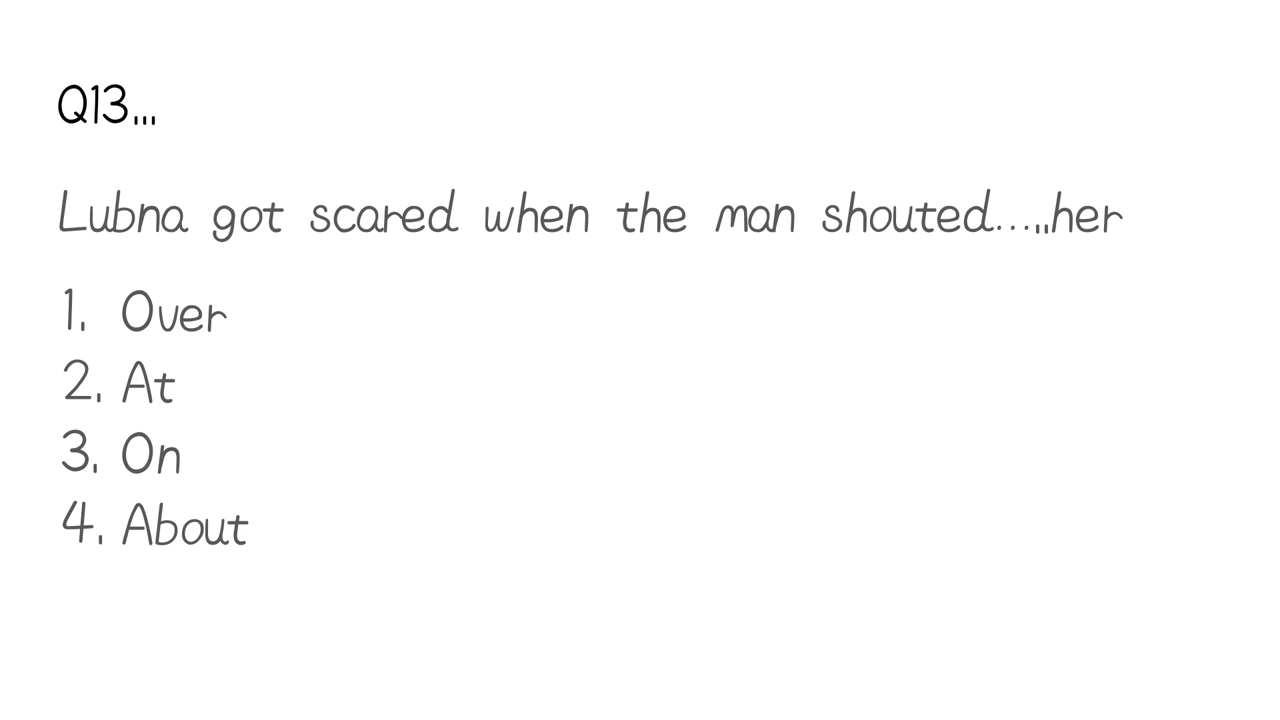 Q13...
Lubna got scared when the man shouted.....her
1. Over
2. At
3. On
4. About